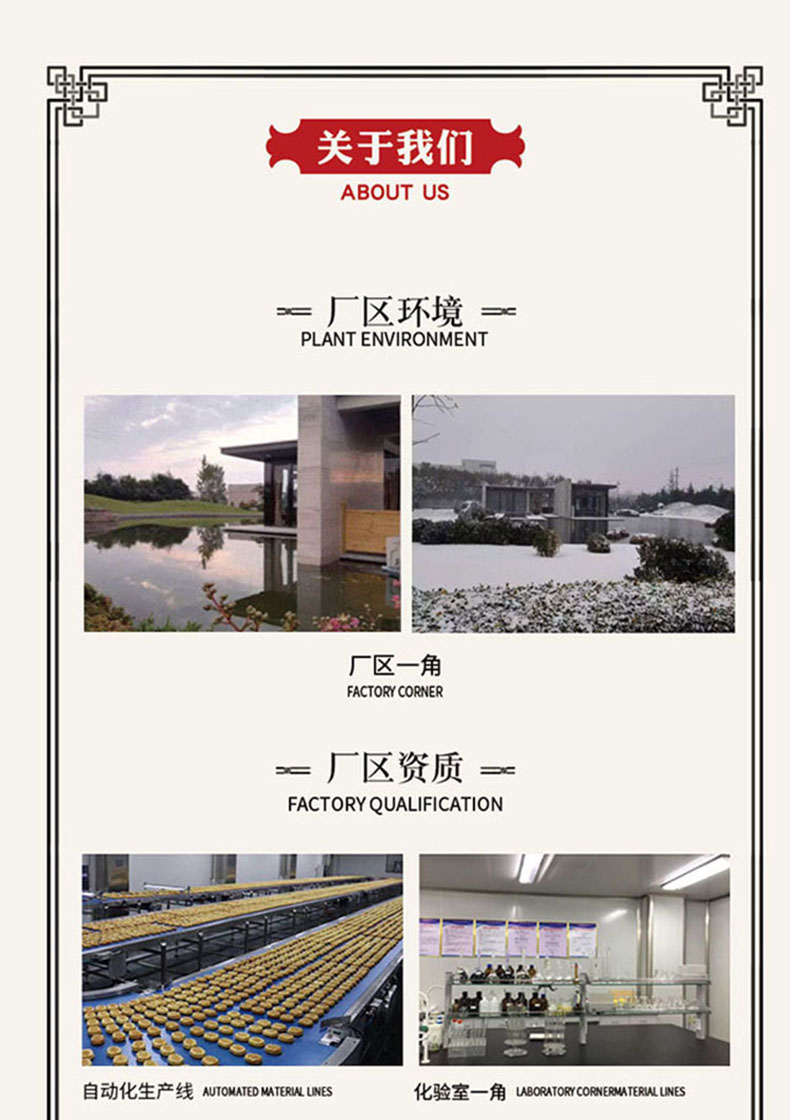 关于我们
ABOUT US
厂区环境
PLANT ENVIRONMENT
厂区一角
FACTORY CORNER
厂区资质
FACTORY QUALIFICATION
自动化生产线 AUTOMATED MATERIAL LINES
化验室一角 LABORATORY CORNERMATERIAL LINES